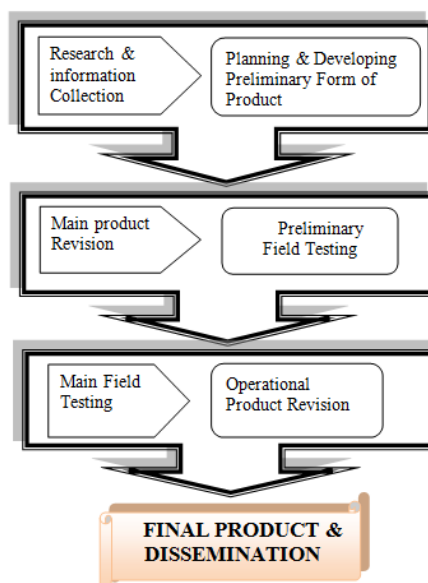 Research &
information
Collection
Planning & Developing
Preliminary Form of
Product
Main product
Revision
Preliminary
Field Testing
Main Field
Testing
Operational
Product Revision
FINAL PRODUCT &
DISSEMINATION